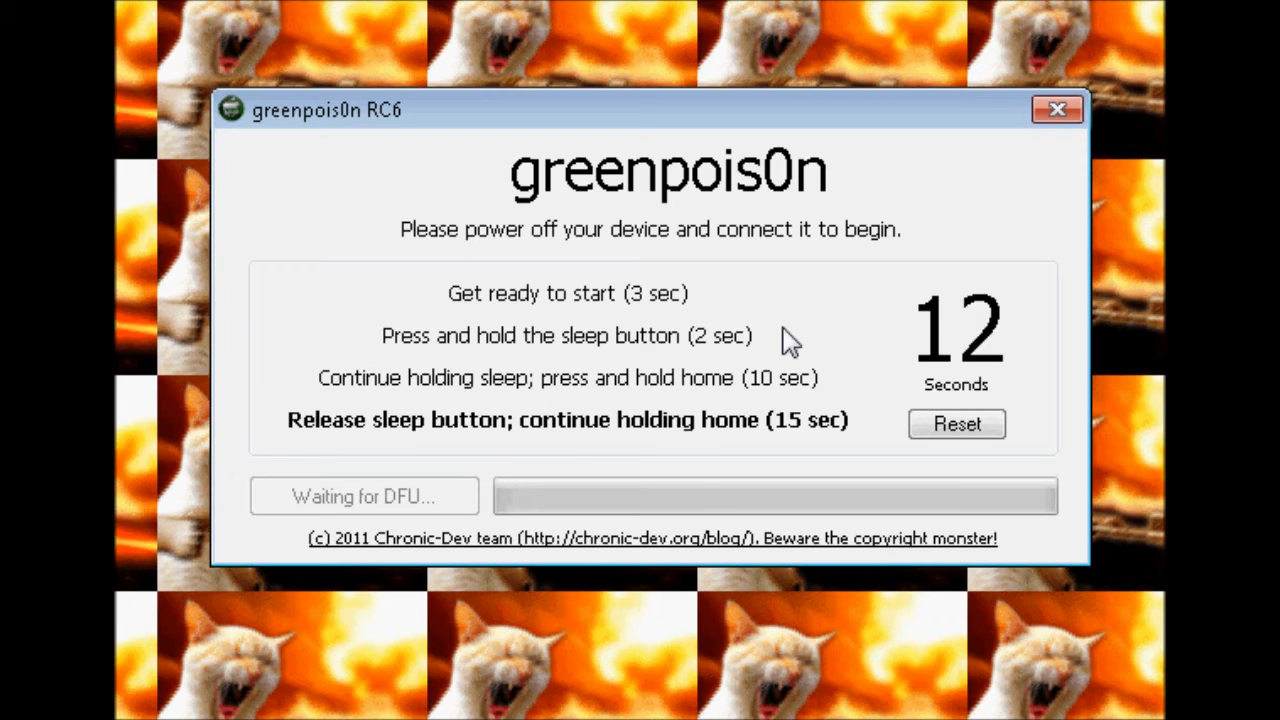 greenpois0n RC6
greenpois0n
Please power off your device and connect it to begin.
Get ready to start (3 sec)
Press and hold the sleep button (2 sec)
Continue holding sleep; press and hold home (10 sec)
Release sleep button; continue holding home (15 sec)
12
Seconds
Reset
Waiting for DFU...
(c) 2011 Chronic-Dev team (http://chronic-dev.org/blog/). Beware the copyright monster!